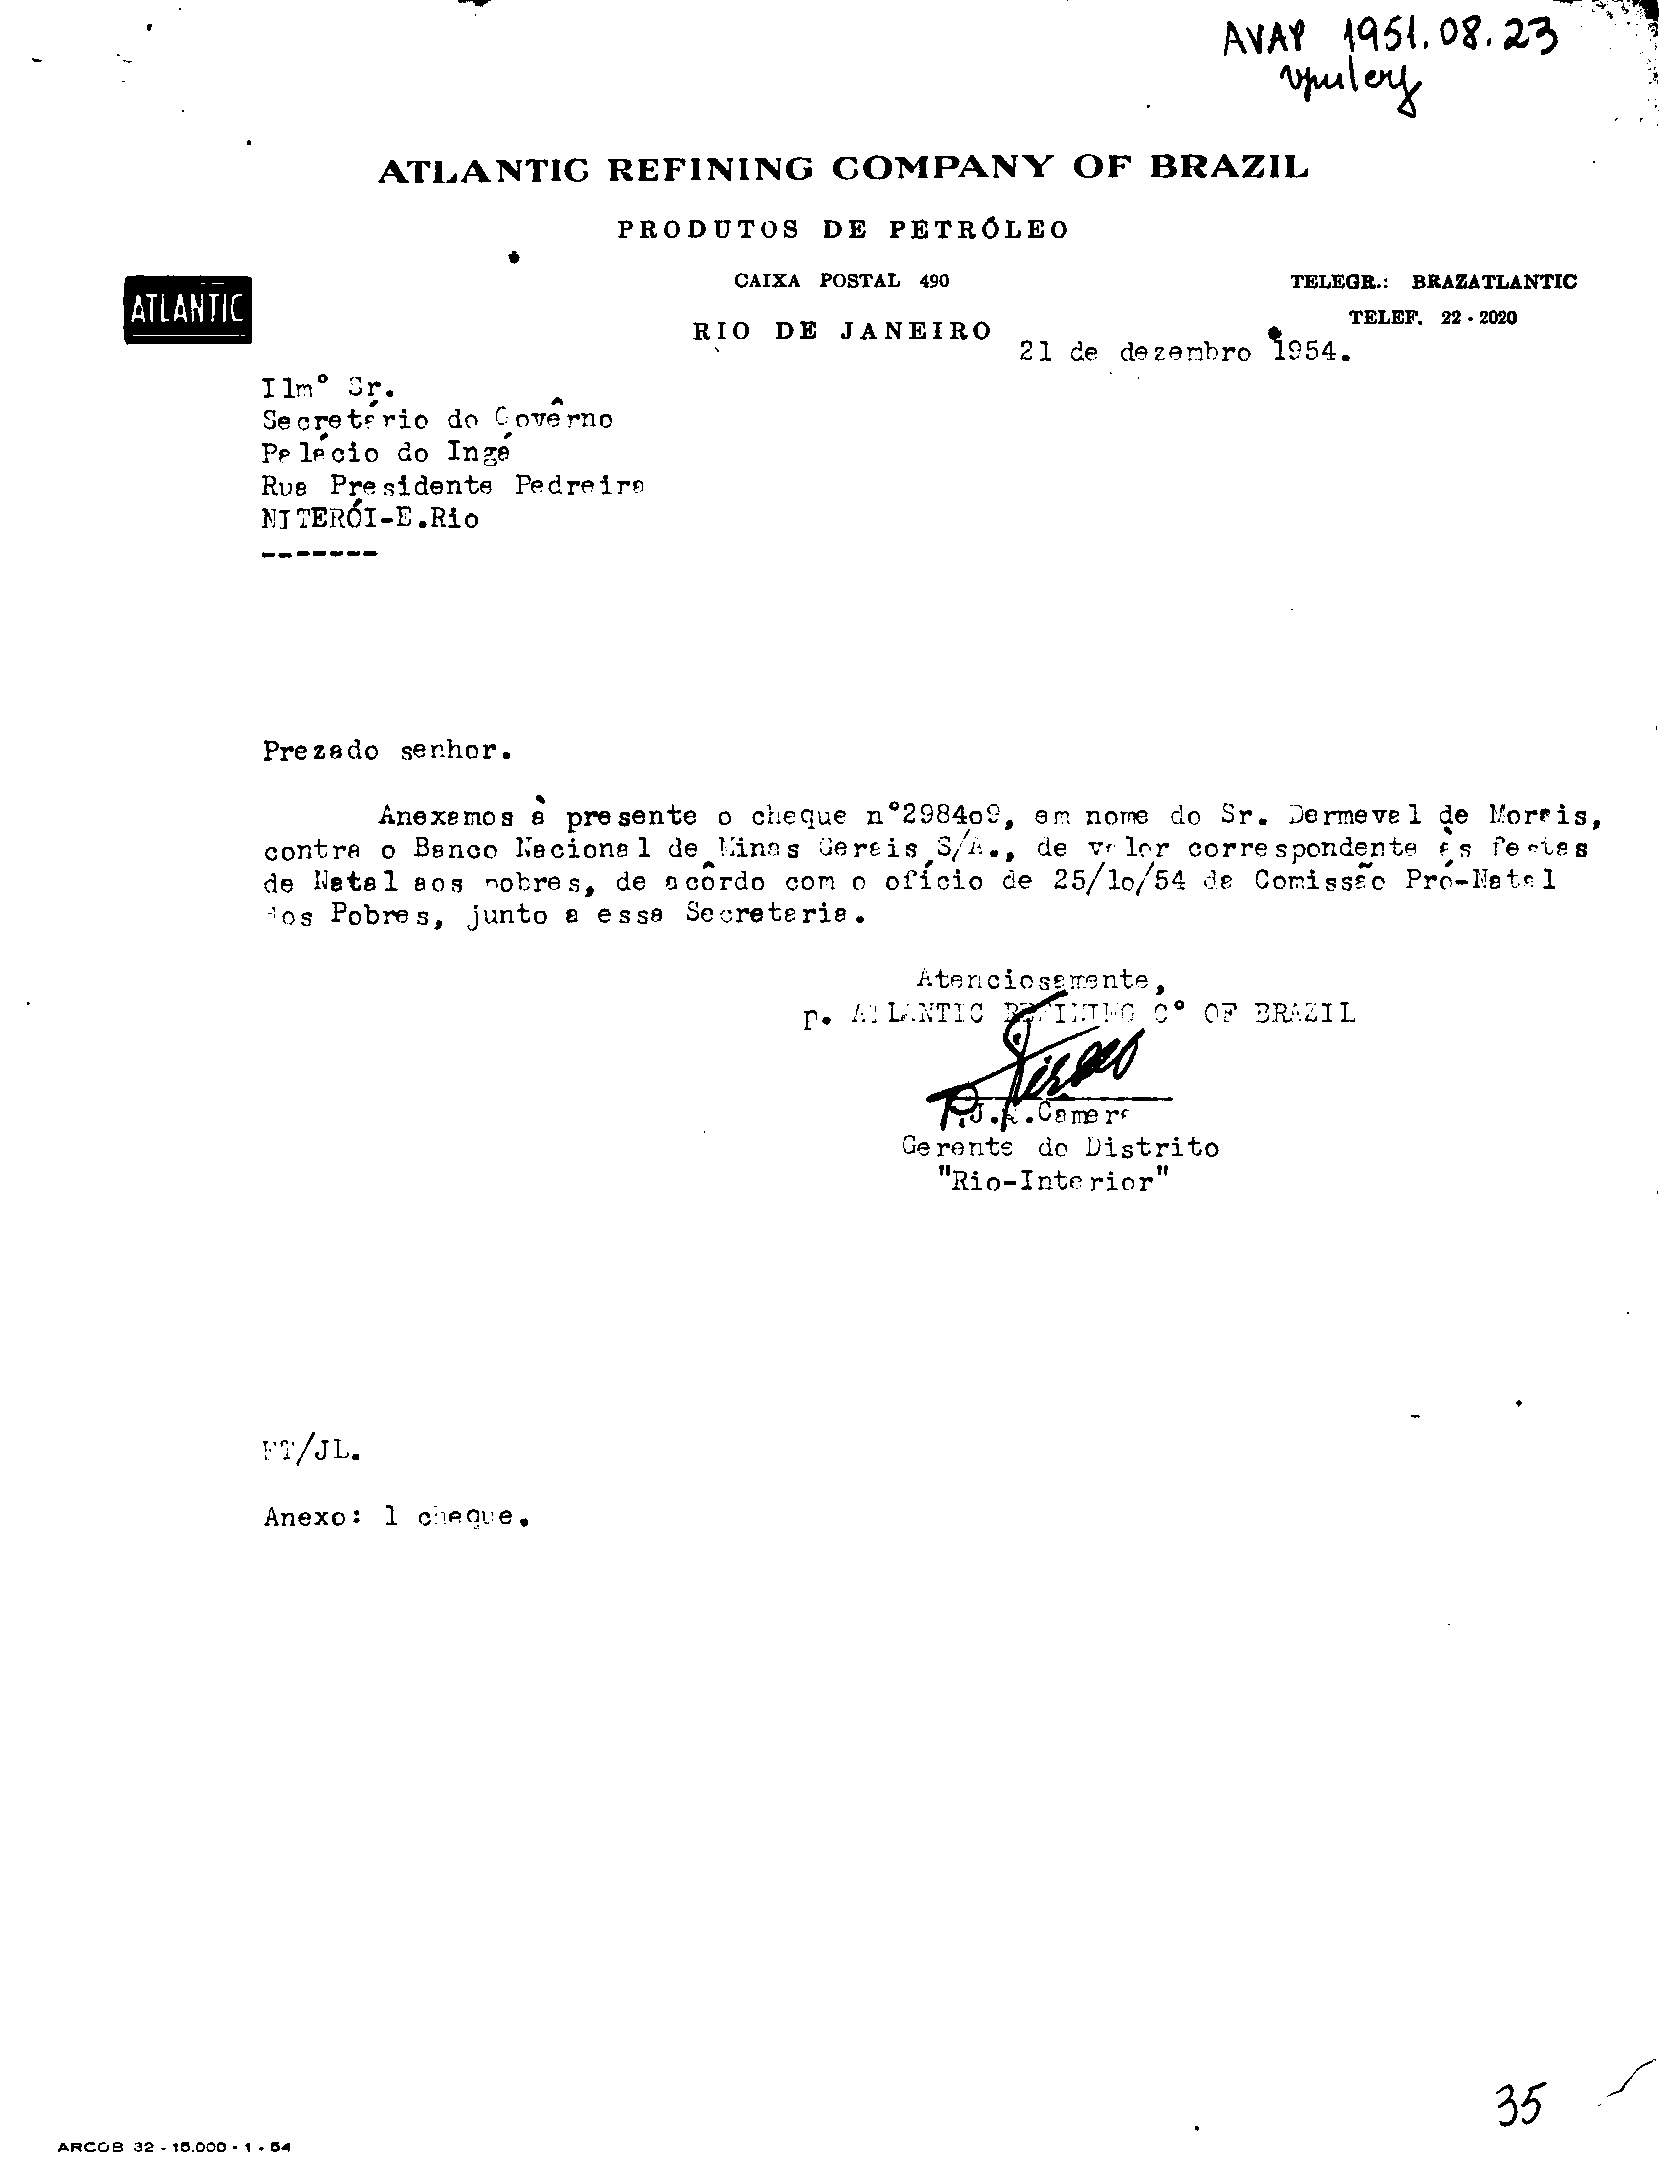 AVAP 1951.08.23
ATLANTIC REFINING COMPANY OF BRAZIL
PRODUTOS DE PETRÓLEO
CAIXA POSTAL 490
TELEGR.: BRAZATLANTIC
ATLANTIC
TELEF. 22-2020
RIO DE JANEIRO
21 de dezembro 1954.
Ilmº Sr.
Secretário do Govêrno
Palácio do Ingá
Rua Presidente Pedreira
NITERÓI-E.Rio
-------
Prezado senhor.
Anexamos à presente o cheque nº2984o9, em nome do Sr. Dermeval de Morais,
contra o Banco Nacional de Minas Gerais S/A., de valor correspondente às festas
de Natal aos pobres, de acôrdo com o ofício de 25/1o/54 da Comissão Pró-Natal
dos Pobres, junto a essa Secretaria.
Atenciosamente,
p. ATLANTIC REFINING Cº OF BRAZIL
Camara
Gerente do Distrito
"Rio-Interior"
FT/JL.
Anexo: 1 cheque.
35
ARCOB 32 - 15.000 - 1 - 54